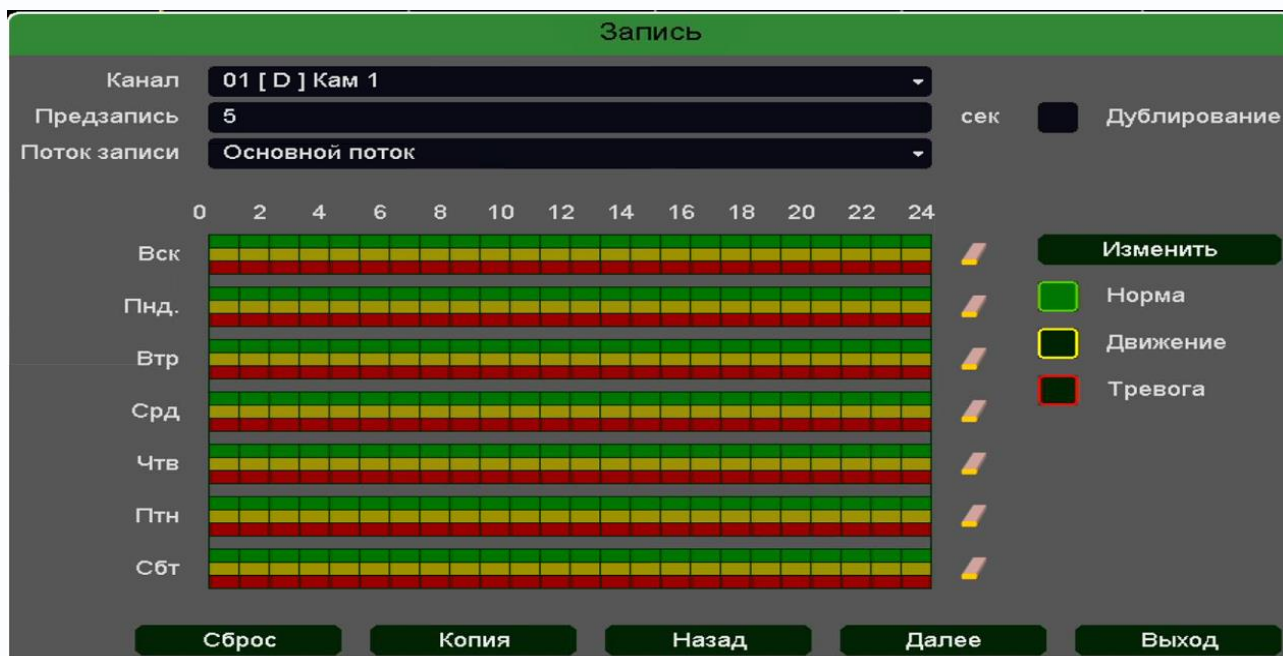 Запись
Канал 01 [ D ] Кам 1
Предзапись 5 сек Дублирование
Поток записи Основной поток
0 2 4 6 8 10 12 14 16 18 20 22 24
Вск Изменить
Пнд. Норма
Втр Движение
Срд Тревога
Чтв
Птн
Сбт
Сброс Копия Назад Далее Выход